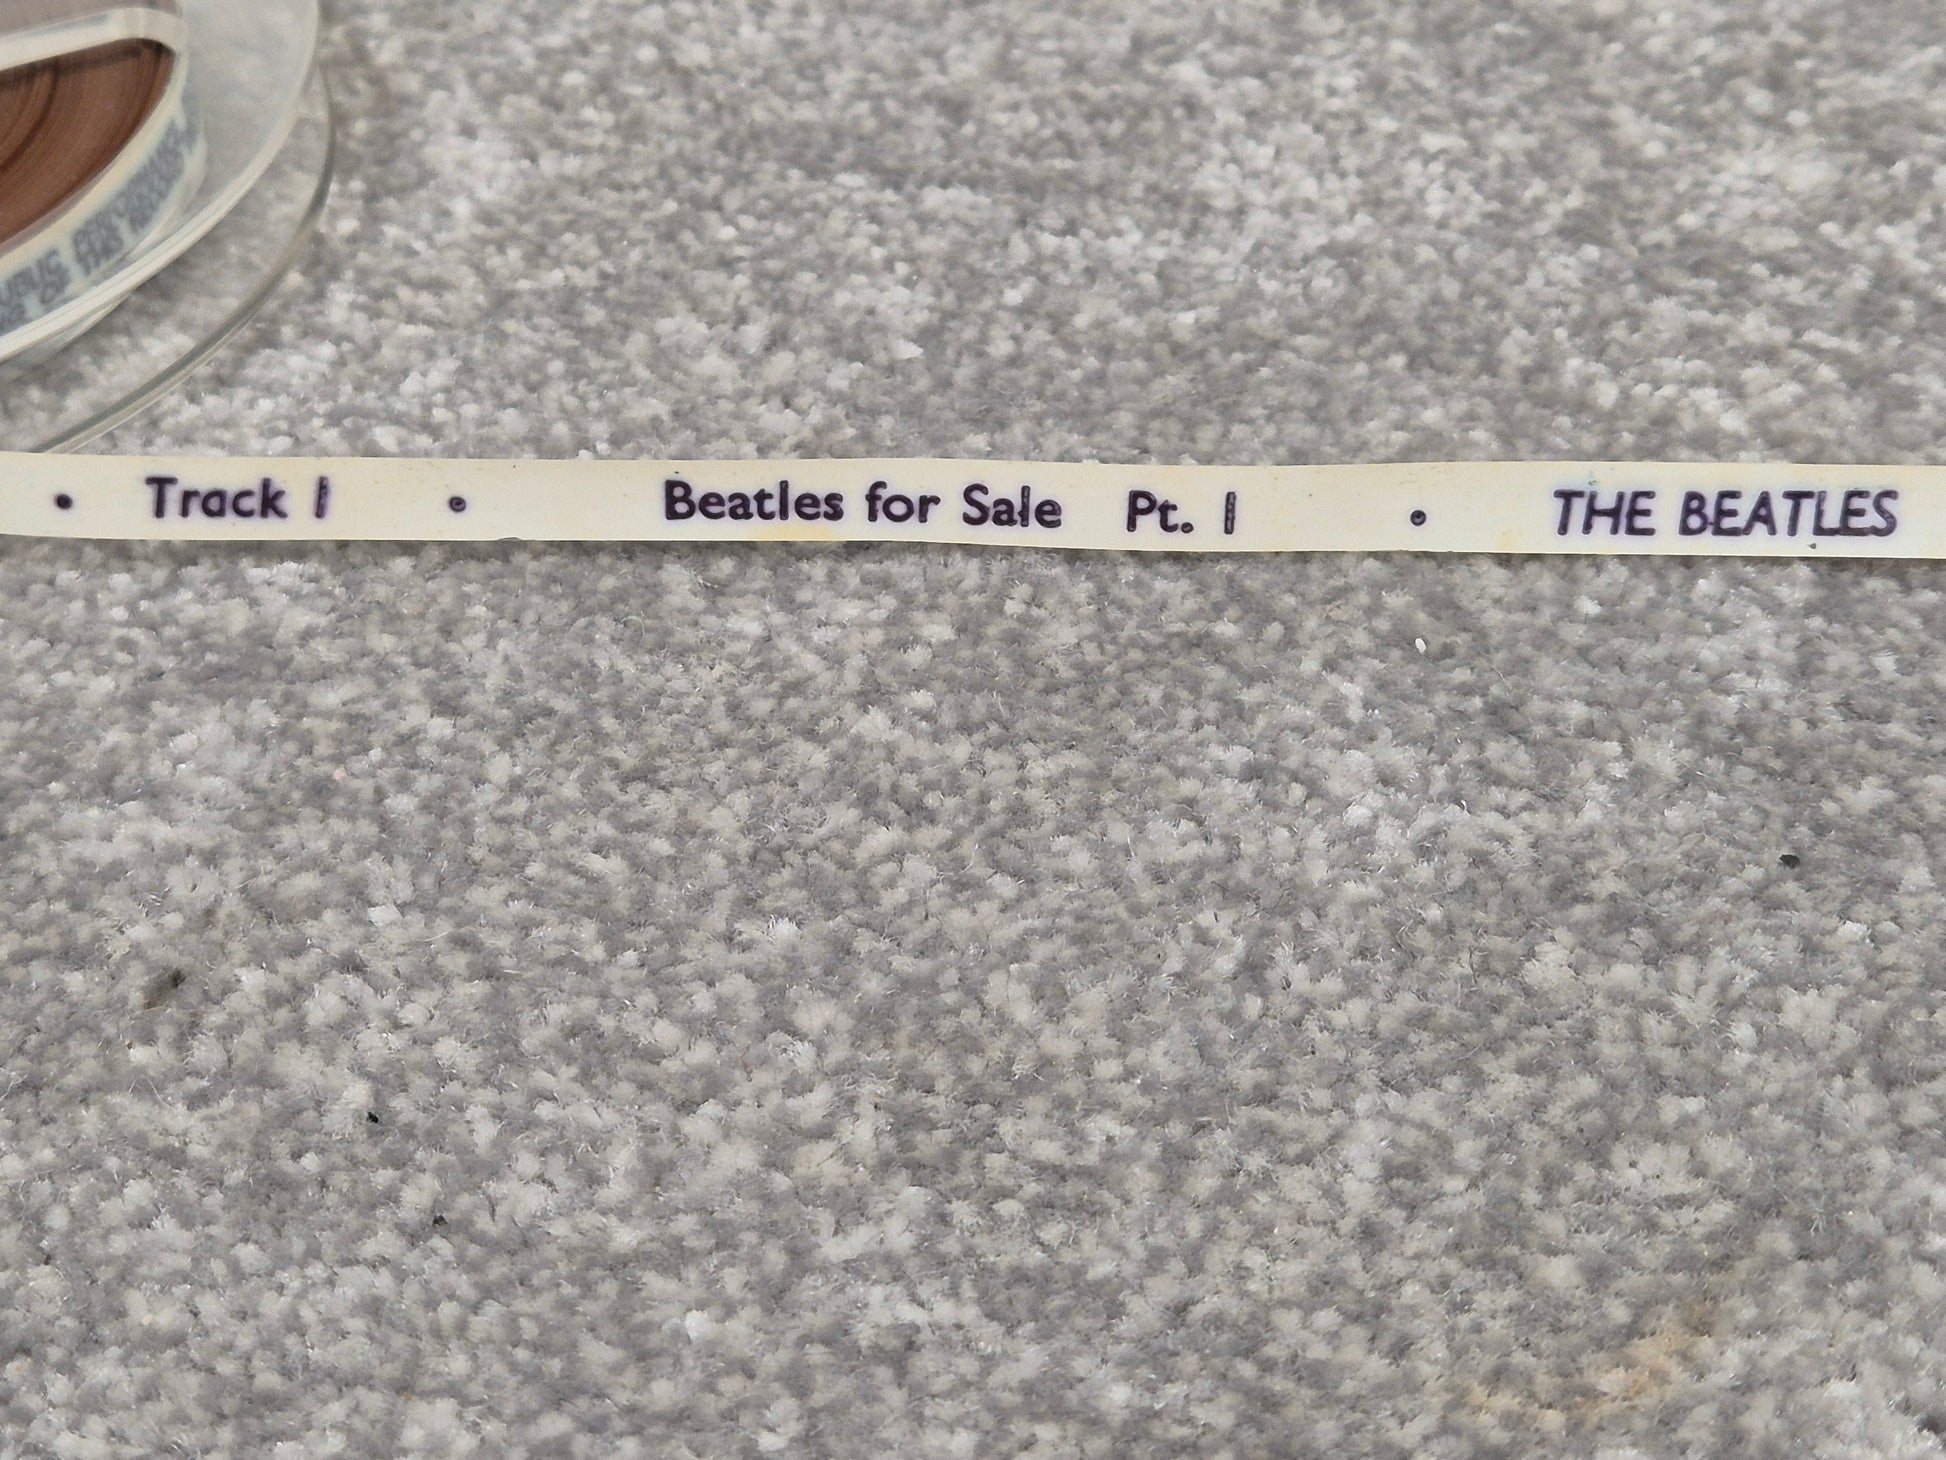 • Track 1 • Beatles for Sale Pt. 1 • THE BEATLES